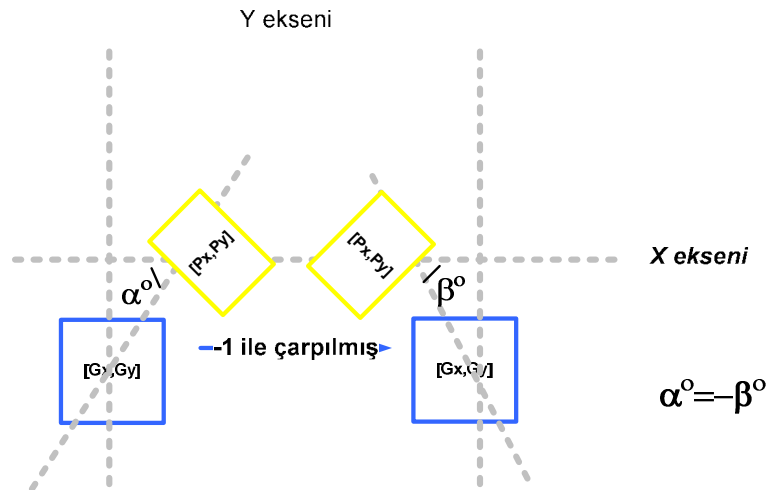 Y ekseni
[Px,Py]
[Px,Py]
X ekseni
α°
β°
-1 ile çarpılmış
[Gx,Gy]
[Gx,Gy]
α°=-β°